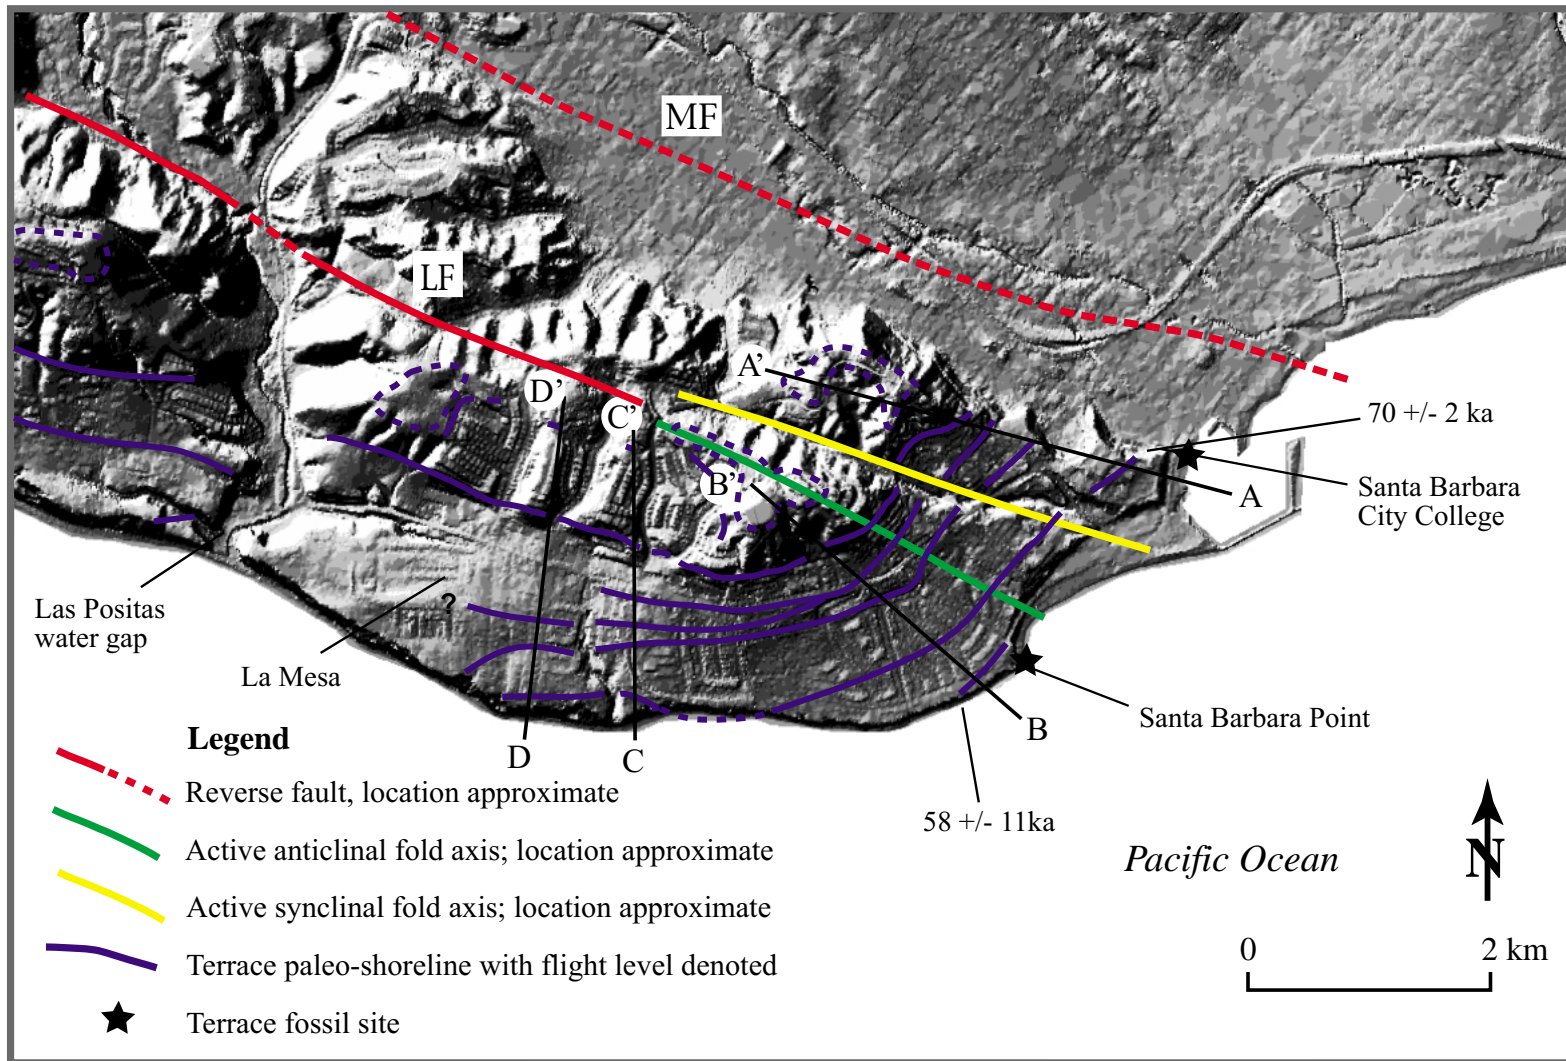 MF
LF
A'
D'
C'
B'
70 +/- 2 ka
A
Santa Barbara
City College
Las Positas
water gap
?
La Mesa
Santa Barbara Point
B
D
C
58 +/- 11ka
Legend
Reverse fault, location approximate
Active anticlinal fold axis; location approximate
Active synclinal fold axis; location approximate
Terrace paleo-shoreline with flight level denoted
Terrace fossil site
Pacific Ocean
N
0
2 km